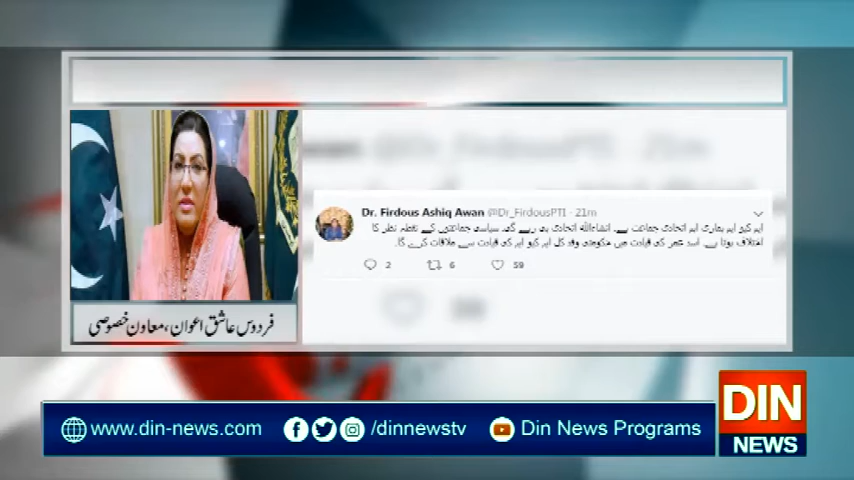 Dr. Firdous Ashiq Awan @Dr_FirdousPTI · 21m
ایم کیو ایم ہماری اہم اتحادی جماعت ہے۔ انشاءاللہ اتحادی ہی رہے گی۔ سیاسی جماعتوں کے نقطہ نظر کا
اختلاف ہوتا ہے۔ اسد عمر کی قیادت میں حکومتی وفد کل ایم کیو ایم کی قیادت سے ملاقات کرے گا۔
2 6 59
فردوس عاشق اعوان، معاون خصوصی
www.din-news.com /dinnewstv Din News Programs
DIN
NEWS